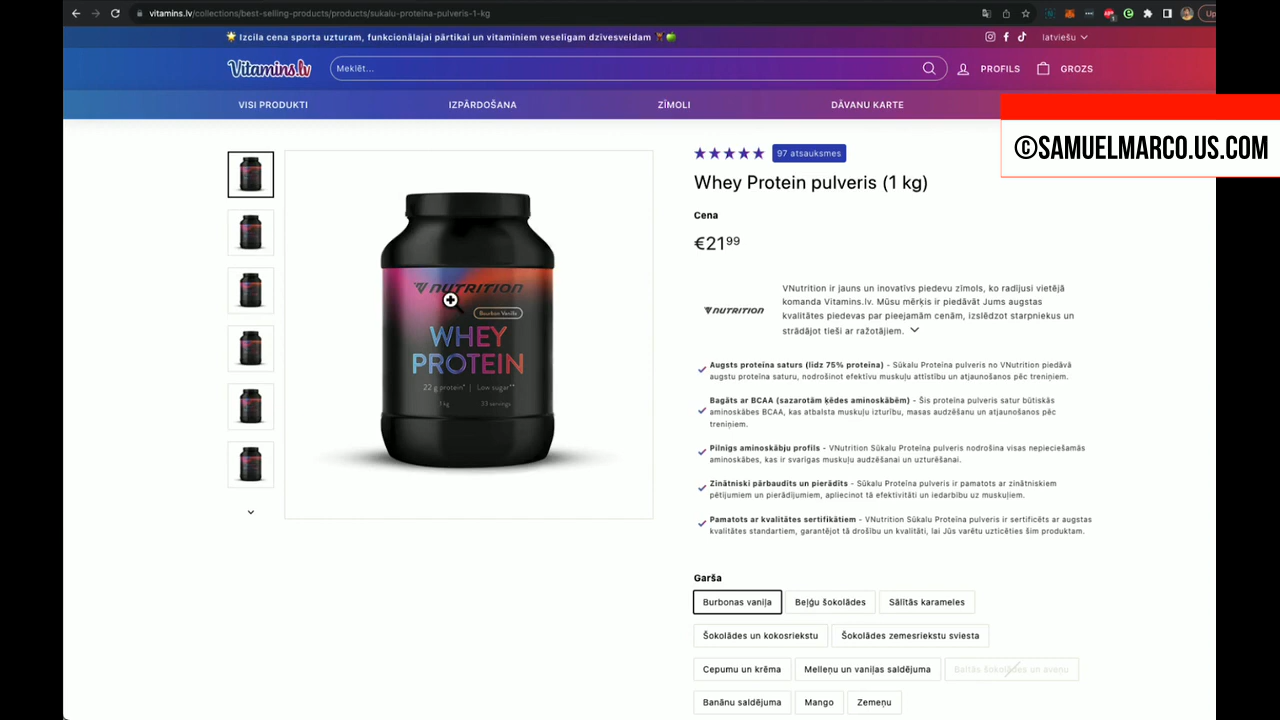 vitamins.lv/collections/best-selling-products/products/sukalu-proteina-pulveris-1-kg
Up
🌟 Izcila cena sporta uzturam, funkcionālajai pārtikai un vitamīniem veselīgam dzīvesveidam 🏋️🍏
latviešu
Vitamins.lv
Meklēt...
PROFILS
GROZS
VISI PRODUKTI
IZPĀRDOŠANA
ZĪMOLI
DĀVANU KARTE
©SAMUELMARCO.US.COM
97 atsauksmes
Whey Protein pulveris (1 kg)
Cena
€21⁹⁹
NUTRITION
Bourbon Vanilla
WHEY
PROTEIN
22 g protein* | Low sugar**
1 kg 33 servings
NUTRITION
VNutrition ir jauns un inovatīvs piedevu zīmols, ko radījusi vietējā
komanda Vitamins.lv. Mūsu mērķis ir piedāvāt Jums augstas
kvalitātes piedevas par pieejamām cenām, izslēdzot starpniekus un
strādājot tieši ar ražotājiem.
Augsts proteīna saturs (līdz 75% proteīna) - Sūkalu Proteīna pulveris no VNutrition piedāvā
augstu proteīna saturu, nodrošinot efektīvu muskuļu attīstību un atjaunošanos pēc treniņiem.
Bagāts ar BCAA (sazarotām ķēdes aminoskābēm) - Šis proteīna pulveris satur būtiskās
aminoskābes BCAA, kas atbalsta muskuļu izturību, masas audzēšanu un atjaunošanos pēc
treniņiem.
Pilnīgs aminoskābju profils - VNutrition Sūkalu Proteīna pulveris nodrošina visas nepieciešamās
aminoskābes, kas ir svarīgas muskuļu audzēšanai un uzturēšanai.
Zinātniski pārbaudīts un pierādīts - Sūkalu Proteīna pulveris ir pamatots ar zinātniskiem
pētījumiem un pierādījumiem, apliecinot tā efektivitāti un iedarbību uz muskuļiem.
Pamatots ar kvalitātes sertifikātiem - VNutrition Sūkalu Proteīna pulveris ir sertificēts ar augstas
kvalitātes standartiem, garantējot tā drošību un kvalitāti, lai Jūs varētu uzticēties šim produktam.
Garša
Burbonas vaniļa
Beļģu šokolādes
Sālītās karameles
Šokolādes un kokosriekstu
Šokolādes zemesriekstu sviesta
Cepumu un krēma
Melleņu un vaniļas saldējuma
Baltās šokolādes un aveņu
Banānu saldējuma
Mango
Zemeņu